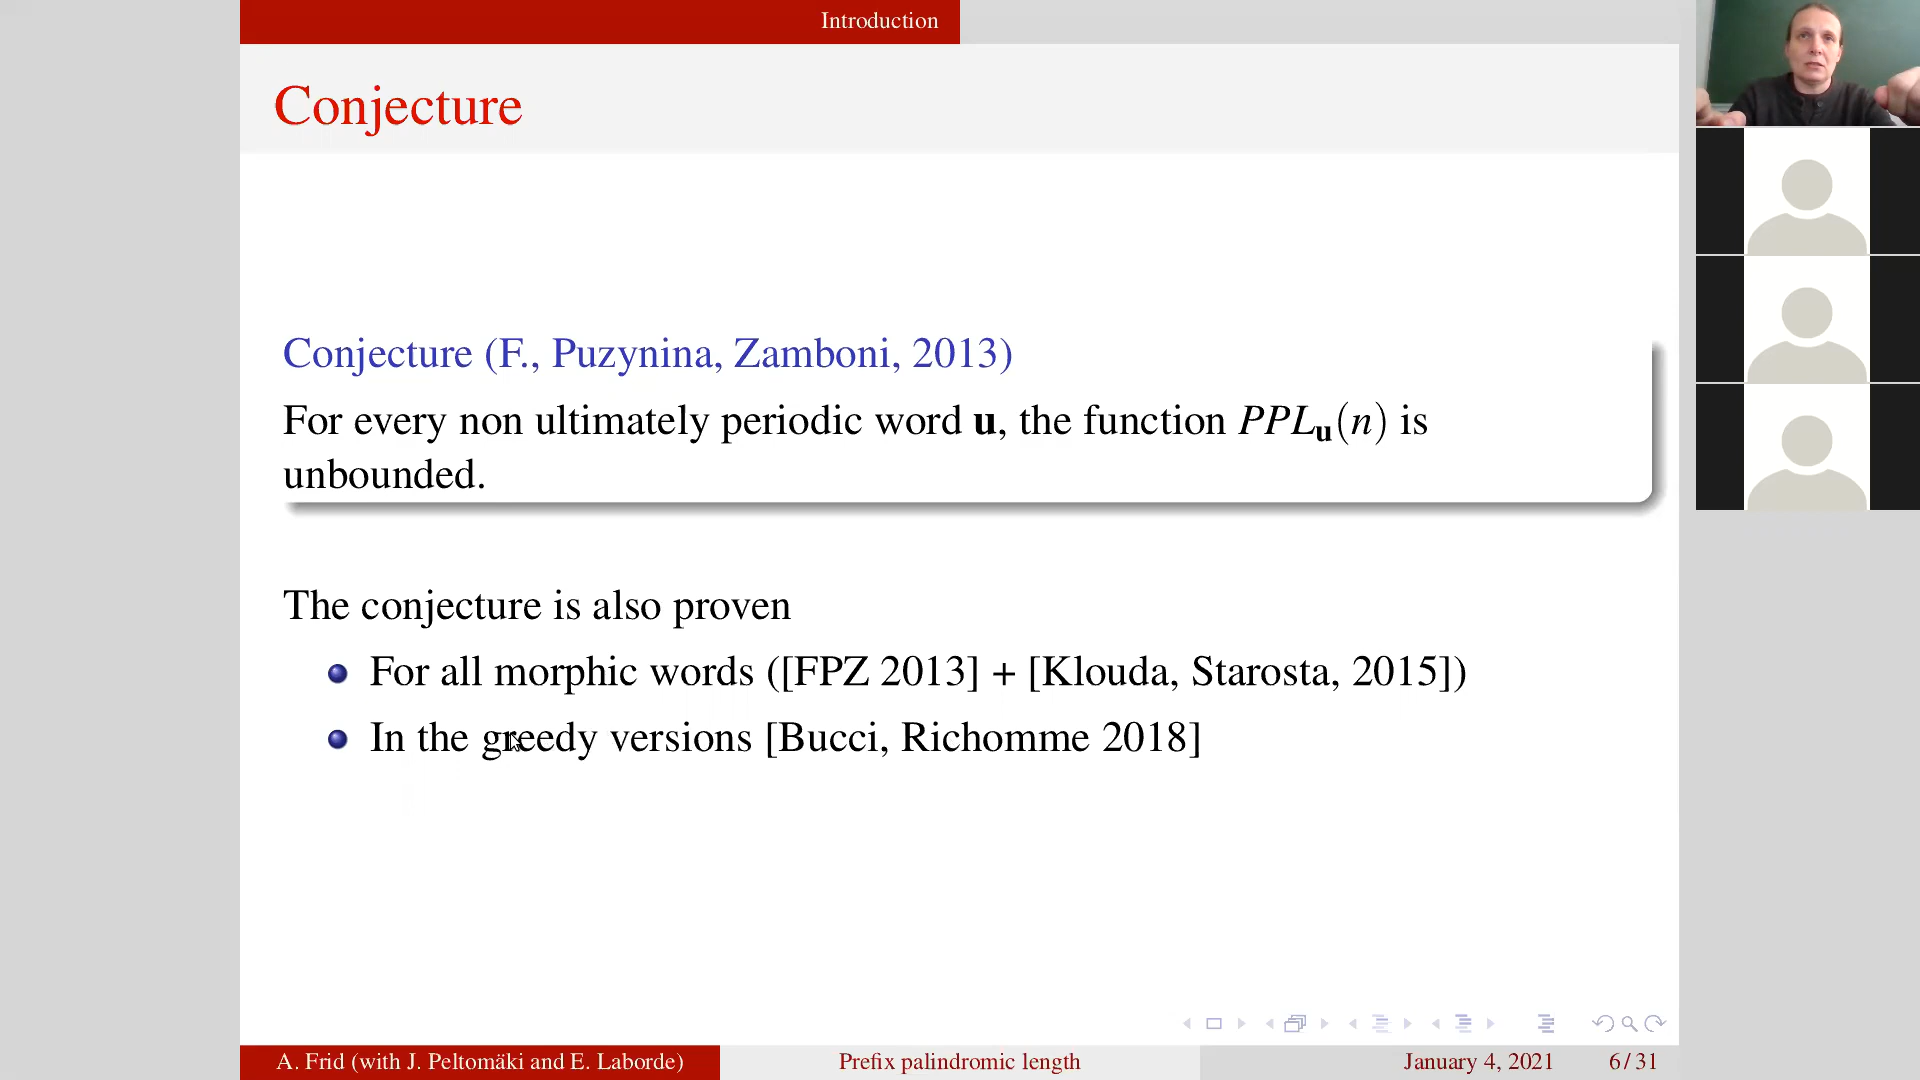 Introduction
Conjecture
Conjecture (F., Puzynina, Zamboni, 2013)
For every non ultimately periodic word u, the function PPLu(n) is
unbounded.
The conjecture is also proven
For all morphic words ([FPZ 2013] + [Klouda, Starosta, 2015])
In the greedy versions [Bucci, Richomme 2018]
A. Frid (with J. Peltomäki and E. Laborde)
Prefix palindromic length
January 4, 2021
6 / 31